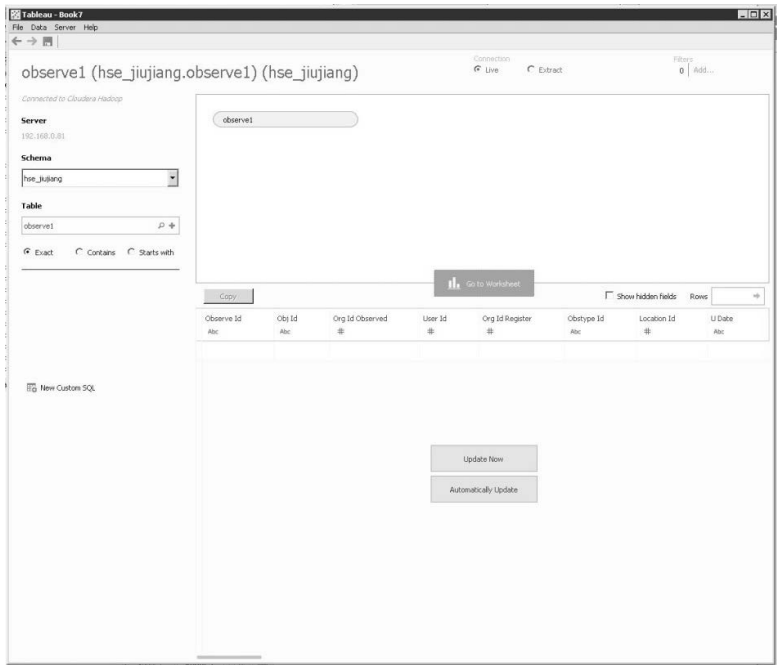 Tableau - Book7
File Data Server Help
observe1 (hse_jiujiang.observe1) (hse_jiujiang)
Connection
Live Extract
Filters
0 Add...
Connected to Cloudera Hadoop
Server
192.168.0.81
Schema
hse_jiujiang
Table
observe1
Exact Contains Starts with
New Custom SQL
observe1
Go to Worksheet
Copy
Show hidden fields Rows
Observe Id Obj Id Org Id Observed User Id Org Id Register Obstype Id Location Id U Date
Abc Abc # # # Abc # Abc
Update Now
Automatically Update